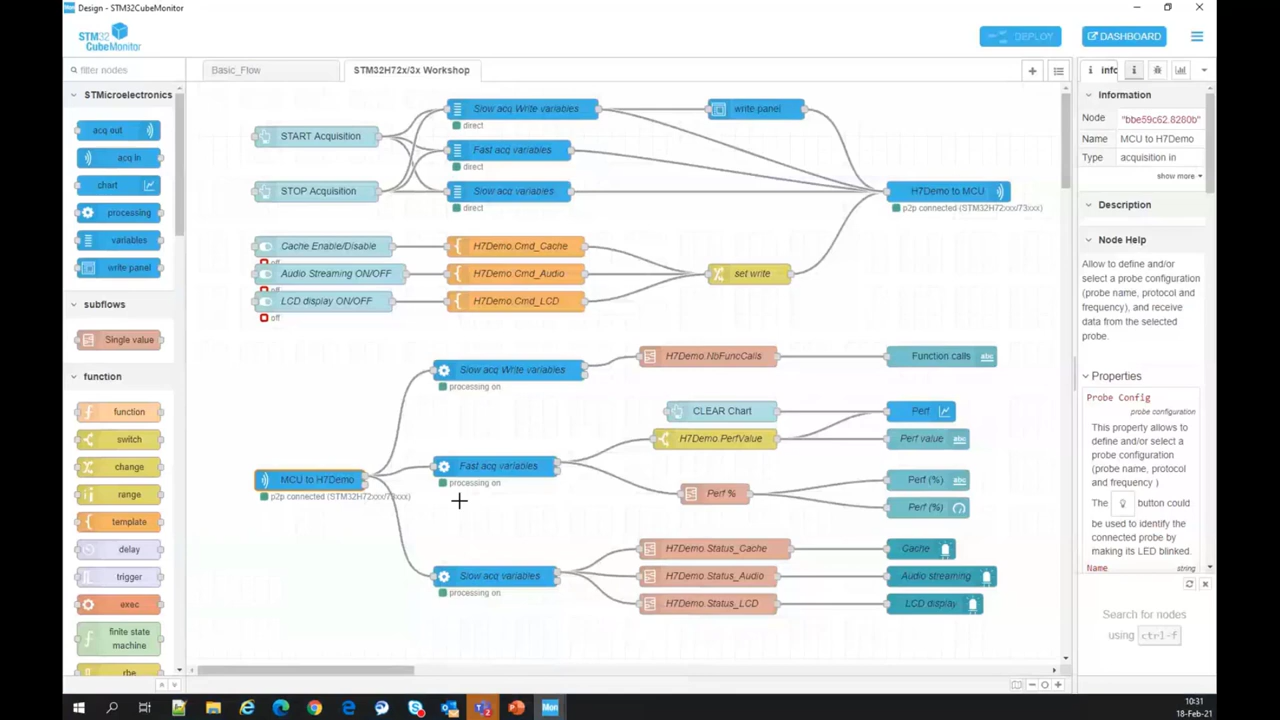 Design - STM32CubeMonitor
STM32
CubeMonitor
DEPLOY
DASHBOARD
filter nodes
Basic_Flow
STM32H72x/3x Workshop
info
STMicroelectronics
acq out
acq in
chart
processing
variables
write panel
subflows
Single value
function
function
switch
change
range
template
delay
trigger
exec
finite state
machine
rbe
START Acquisition
STOP Acquisition
Slow acq Write variables
direct
Fast acq variables
direct
Slow acq variables
direct
write panel
H7Demo to MCU
p2p connected (STM32H72xxx/73xxx)
Cache Enable/Disable
off
Audio Streaming ON/OFF
off
LCD display ON/OFF
off
H7Demo.Cmd_Cache
H7Demo.Cmd_Audio
H7Demo.Cmd_LCD
set write
MCU to H7Demo
p2p connected (STM32H72xxx/73xxx)
Slow acq Write variables
processing on
Fast acq variables
processing on
Slow acq variables
processing on
H7Demo.NbFuncCalls
Function calls
abc
CLEAR Chart
Perf
H7Demo.PerfValue
Perf value
abc
Perf %
Perf (%)
abc
Perf (%)
H7Demo.Status_Cache
Cache
H7Demo.Status_Audio
Audio streaming
H7Demo.Status_LCD
LCD display
Information
Node "bbe59c62.8260b"
Name MCU to H7Demo
Type acquisition in
show more
Description
Node Help
Allow to define and/or
select a probe configuration
(probe name, protocol and
frequency), and receive
data from the selected
probe.
Properties
Probe Config
probe configuration
This property allows to
define and/or select a
probe configuration
(probe name, protocol
and frequency)
The button could
be used to identify the
connected probe by
making its LED blinked.
Name string
Search for nodes
using ctrl-f
Mon
10:31
18-Feb-21